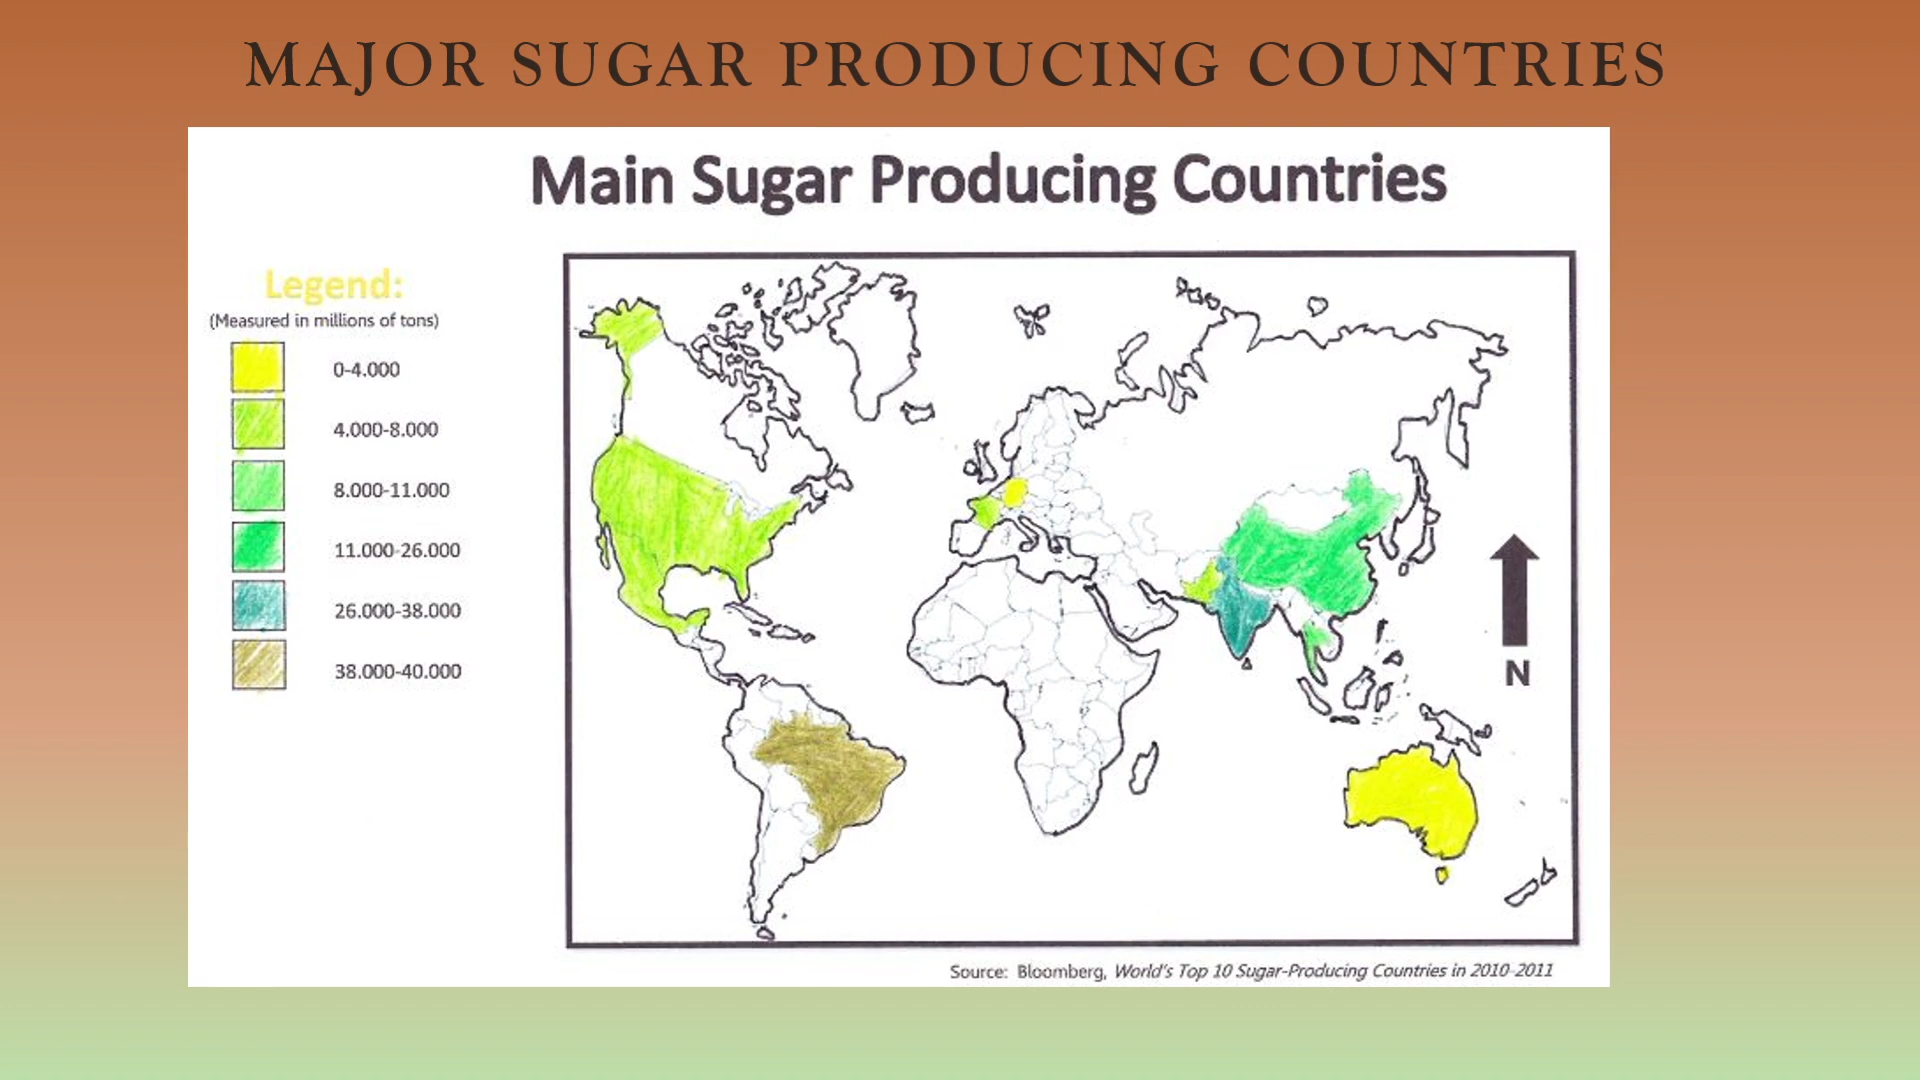 MAJOR SUGAR PRODUCING COUNTRIES
Main Sugar Producing Countries
Legend:
(Measured in millions of tons)
0-4.000
4.000-8.000
8.000-11.000
11.000-26.000
26.000-38.000
38.000-40.000
N
Source: Bloomberg, World's Top 10 Sugar-Producing Countries in 2010-2011